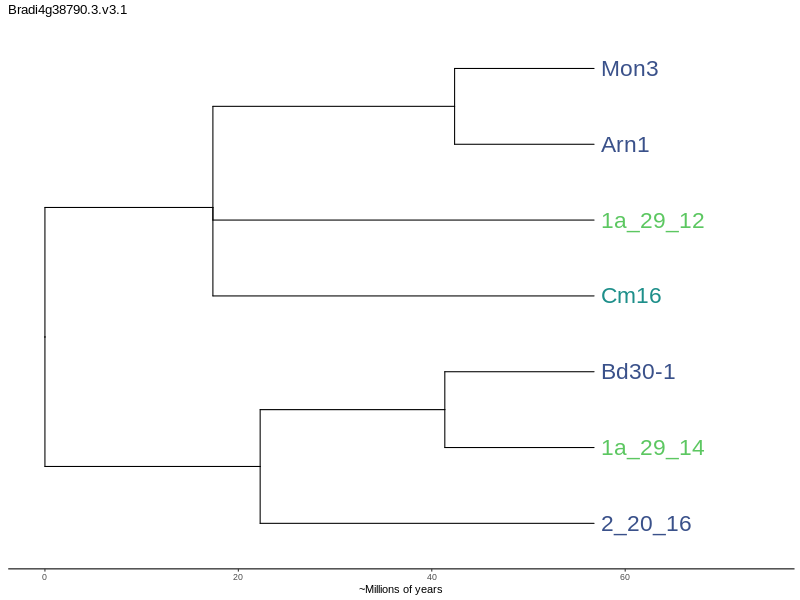 Bradi4g38790.3.v3.1
Mon3
Arn1
1a_29_12
Cm16
Bd30-1
1a_29_14
2_20_16
0 20 40 60
~Millions of years